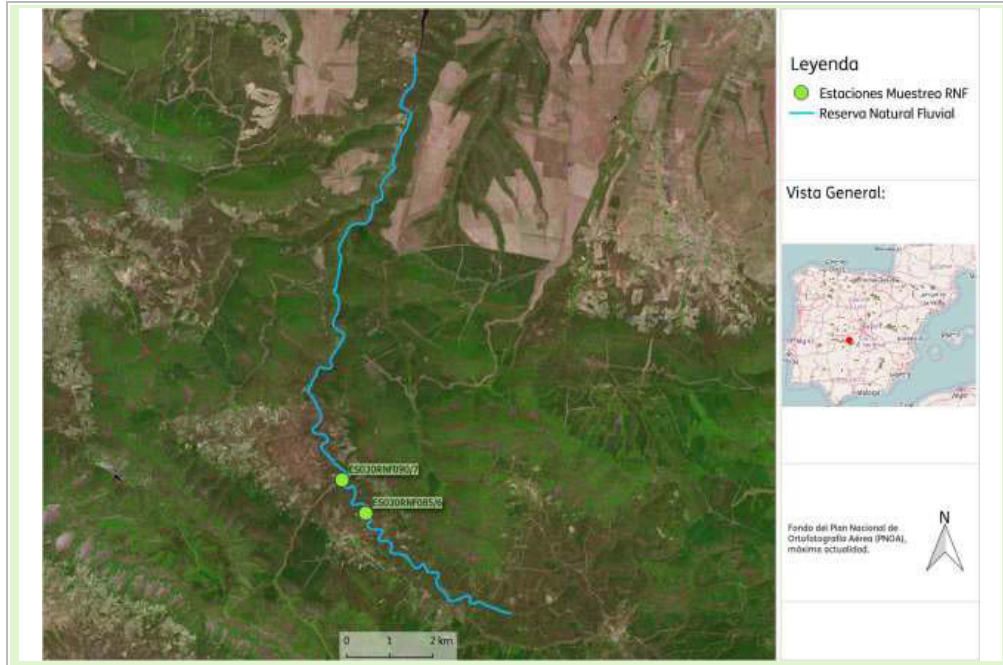 Leyenda
Estaciones Muestreo RNF
Reserva Natural Fluvial
Vista General:
ES030RNF090/7
ES030RNF085/6
Fondo del Plan Nacional de
Ortofotografía Aérea (PNOA),
máxima actualidad.
N
0 1 2 km